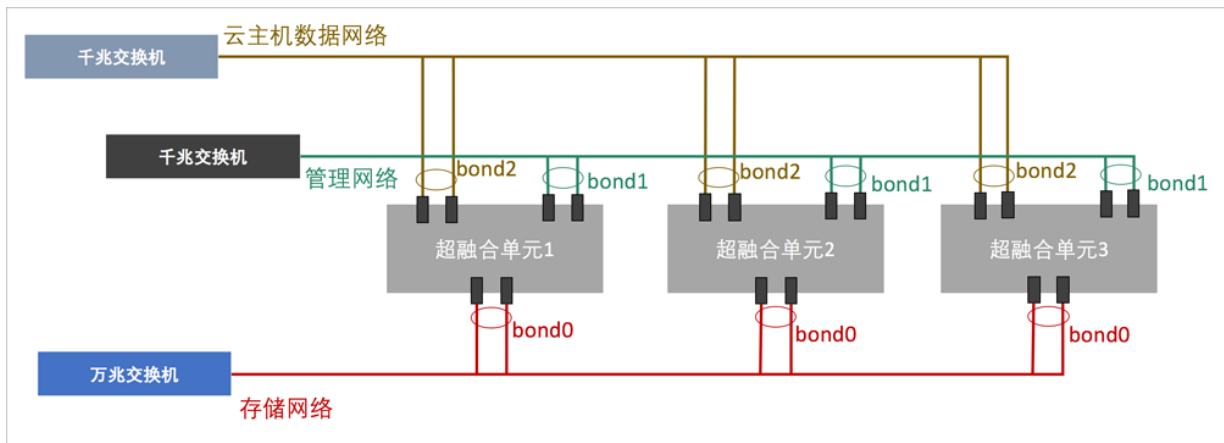 云主机数据网络
千兆交换机
千兆交换机
管理网络
bond2
bond1
bond2
bond1
bond2
bond1
超融合单元1
超融合单元2
超融合单元3
bond0
bond0
bond0
万兆交换机
存储网络